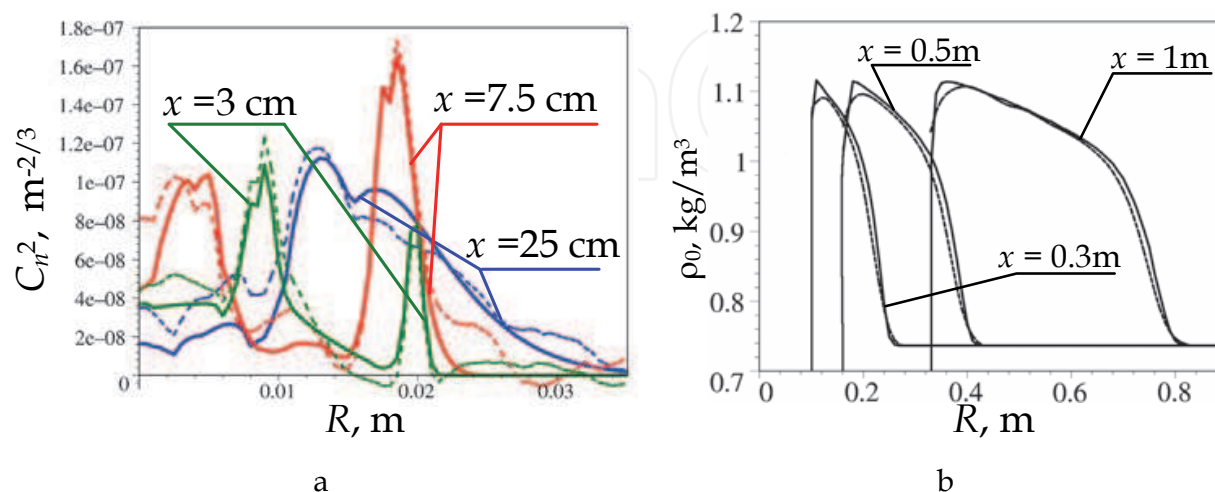 1.8e–07
1.6e–07
1.4e–07
1.2e–07
1e–07
8e–08
6e–08
4e–08
2e–08
0
0.01
0.02
0.03
C_n^2, m^-2/3
R, m
x =3 cm
x =7.5 cm
x =25 cm
a
1.2
1.1
1
0.9
0.8
0.7
0
0.2
0.4
0.6
0.8
ρ₀, kg/m³
R, m
x = 0.5m
x = 1m
x = 0.3m
b